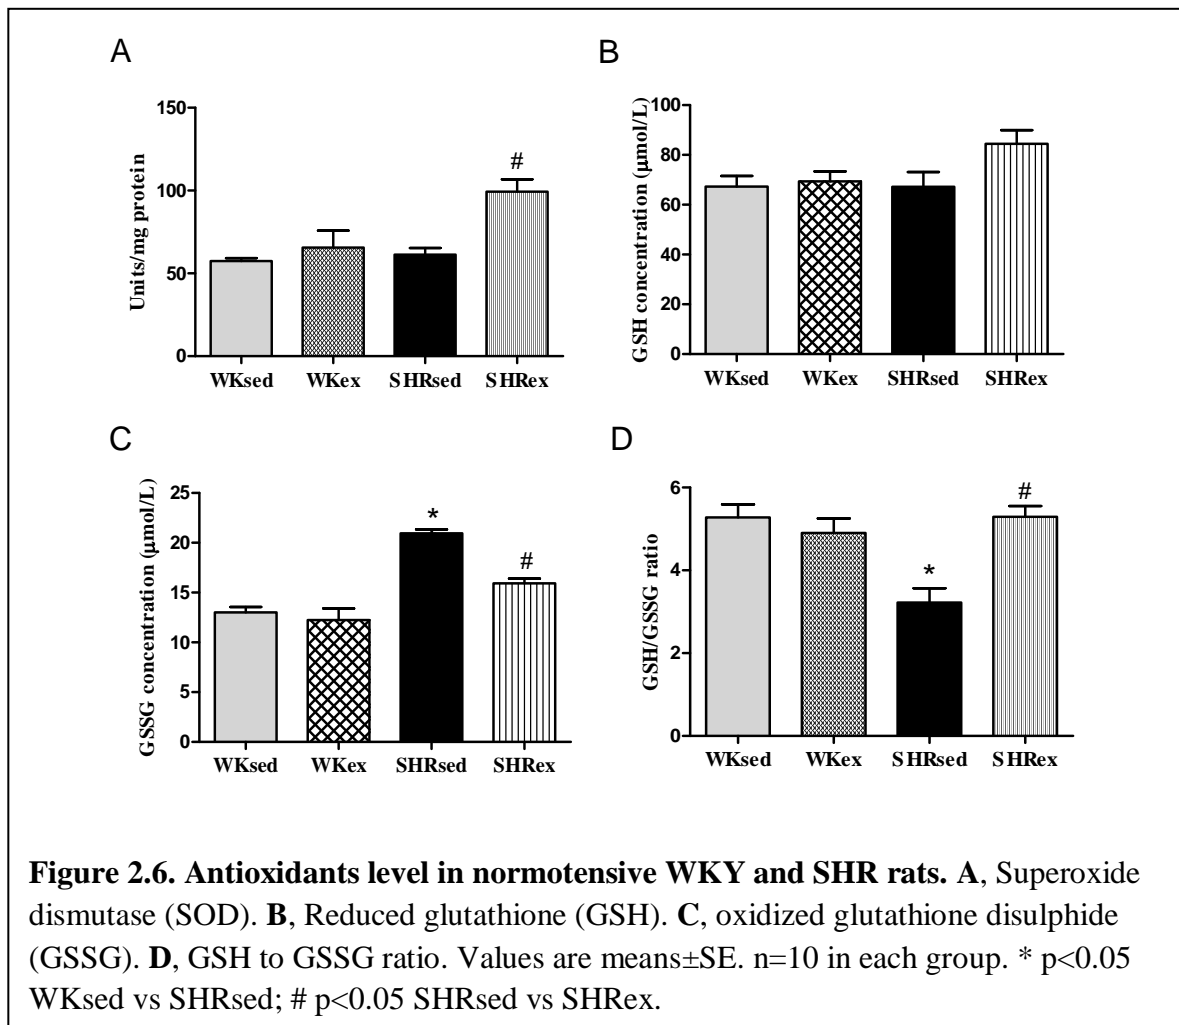 A
Units/mg protein
150
100
50
0
#
WKsed WKex SHRsed SHRex
B
GSH concentration (μmol/L)
100
80
60
40
20
0
WKsed WKex SHRsed SHRex
C
GSSG concentration (μmol/L)
25
20
15
10
5
0
*
#
WKsed WKex SHRsed SHRex
D
GSH/GSSG ratio
6
4
2
0
*
#
WKsed WKex SHRsed SHRex
Figure 2.6. Antioxidants level in normotensive WKY and SHR rats. A, Superoxide
dismutase (SOD). B, Reduced glutathione (GSH). C, oxidized glutathione disulphide
(GSSG). D, GSH to GSSG ratio. Values are means±SE. n=10 in each group. * p<0.05
WKsed vs SHRsed; # p<0.05 SHRsed vs SHRex.